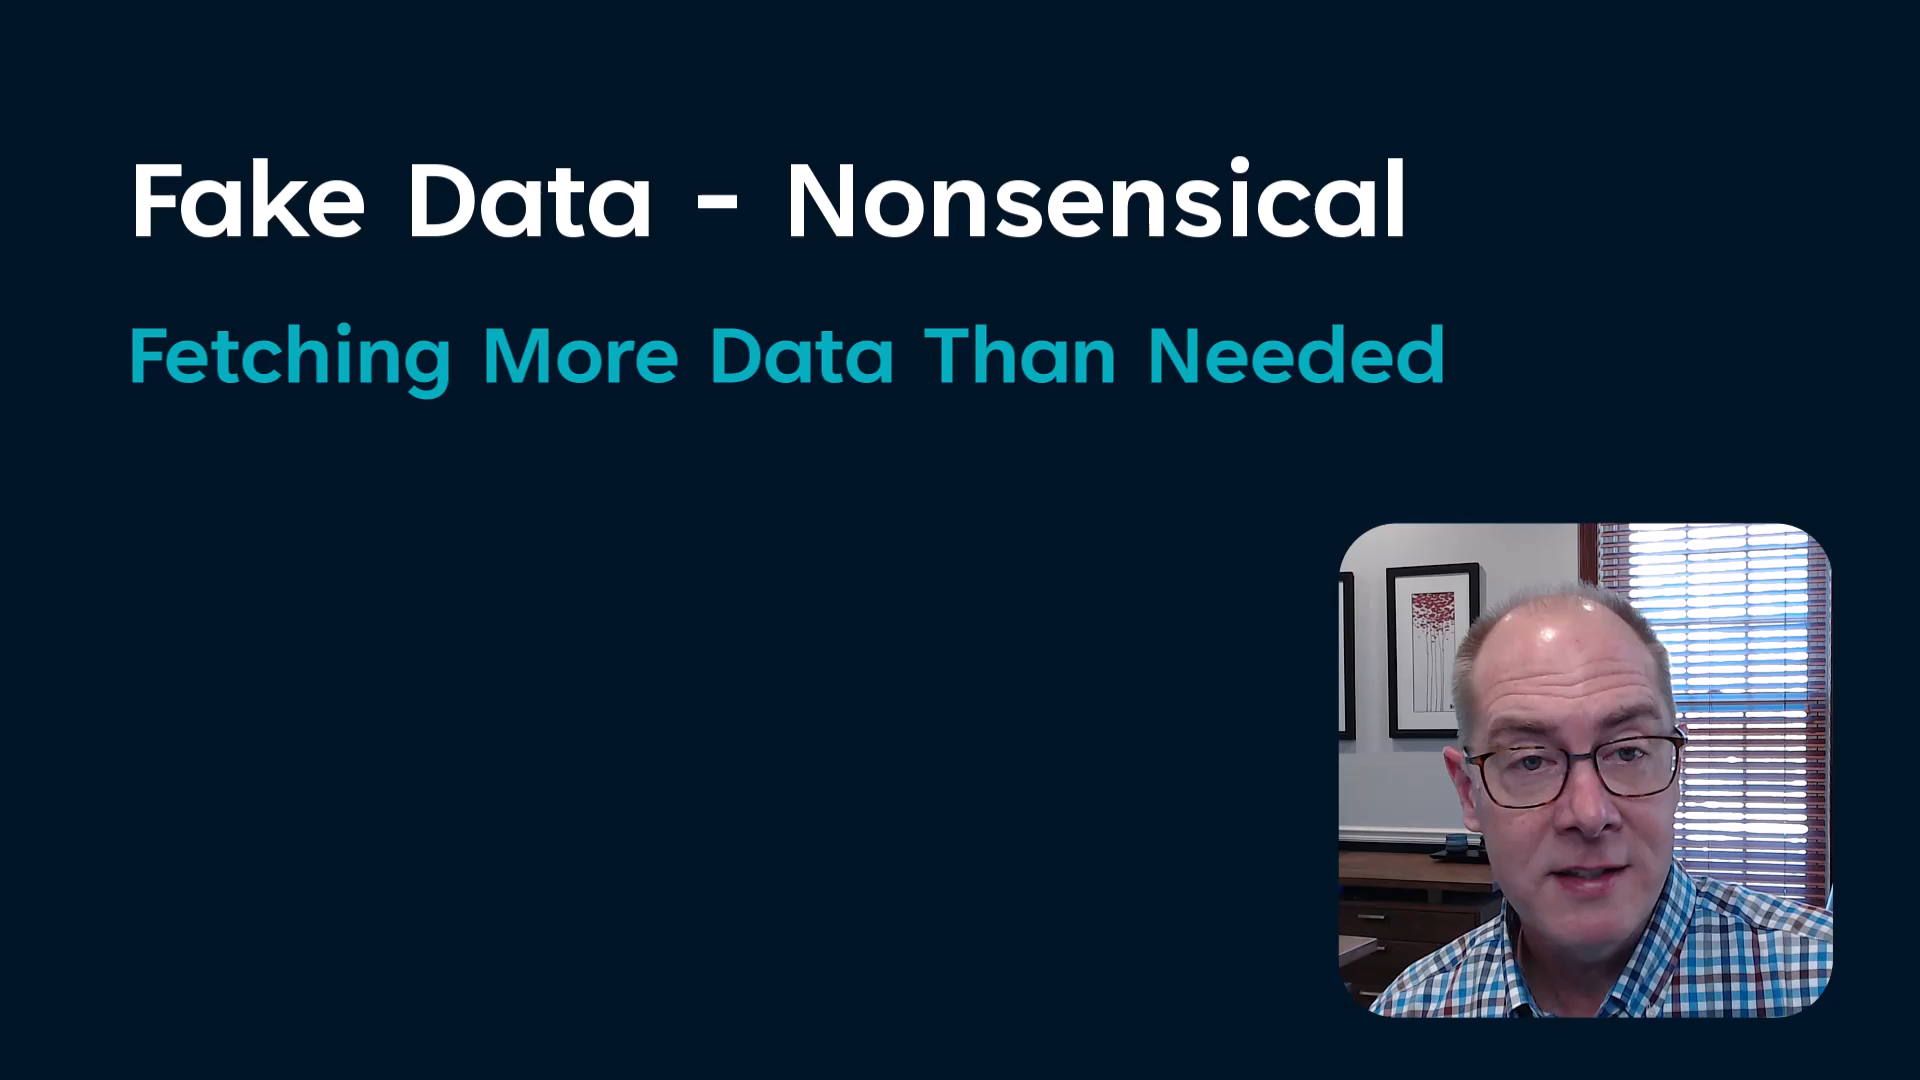 Fake Data - Nonsensical
Fetching More Data Than Needed